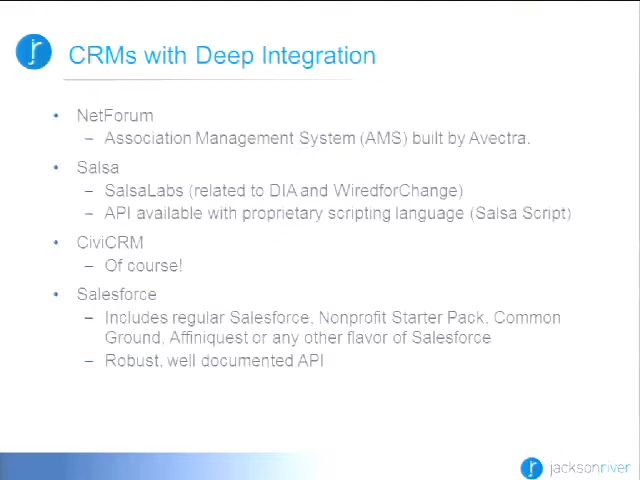 CRMs with Deep Integration
• NetForum
– Association Management System (AMS) built by Avectra.
• Salsa
– SalsaLabs (related to DIA and WiredforChange)
– API available with proprietary scripting language (Salsa Script)
• CiviCRM
– Of course!
• Salesforce
– Includes regular Salesforce, Nonprofit Starter Pack, Common
Ground, Affiniquest or any other flavor of Salesforce
– Robust, well documented API
jacksonriver